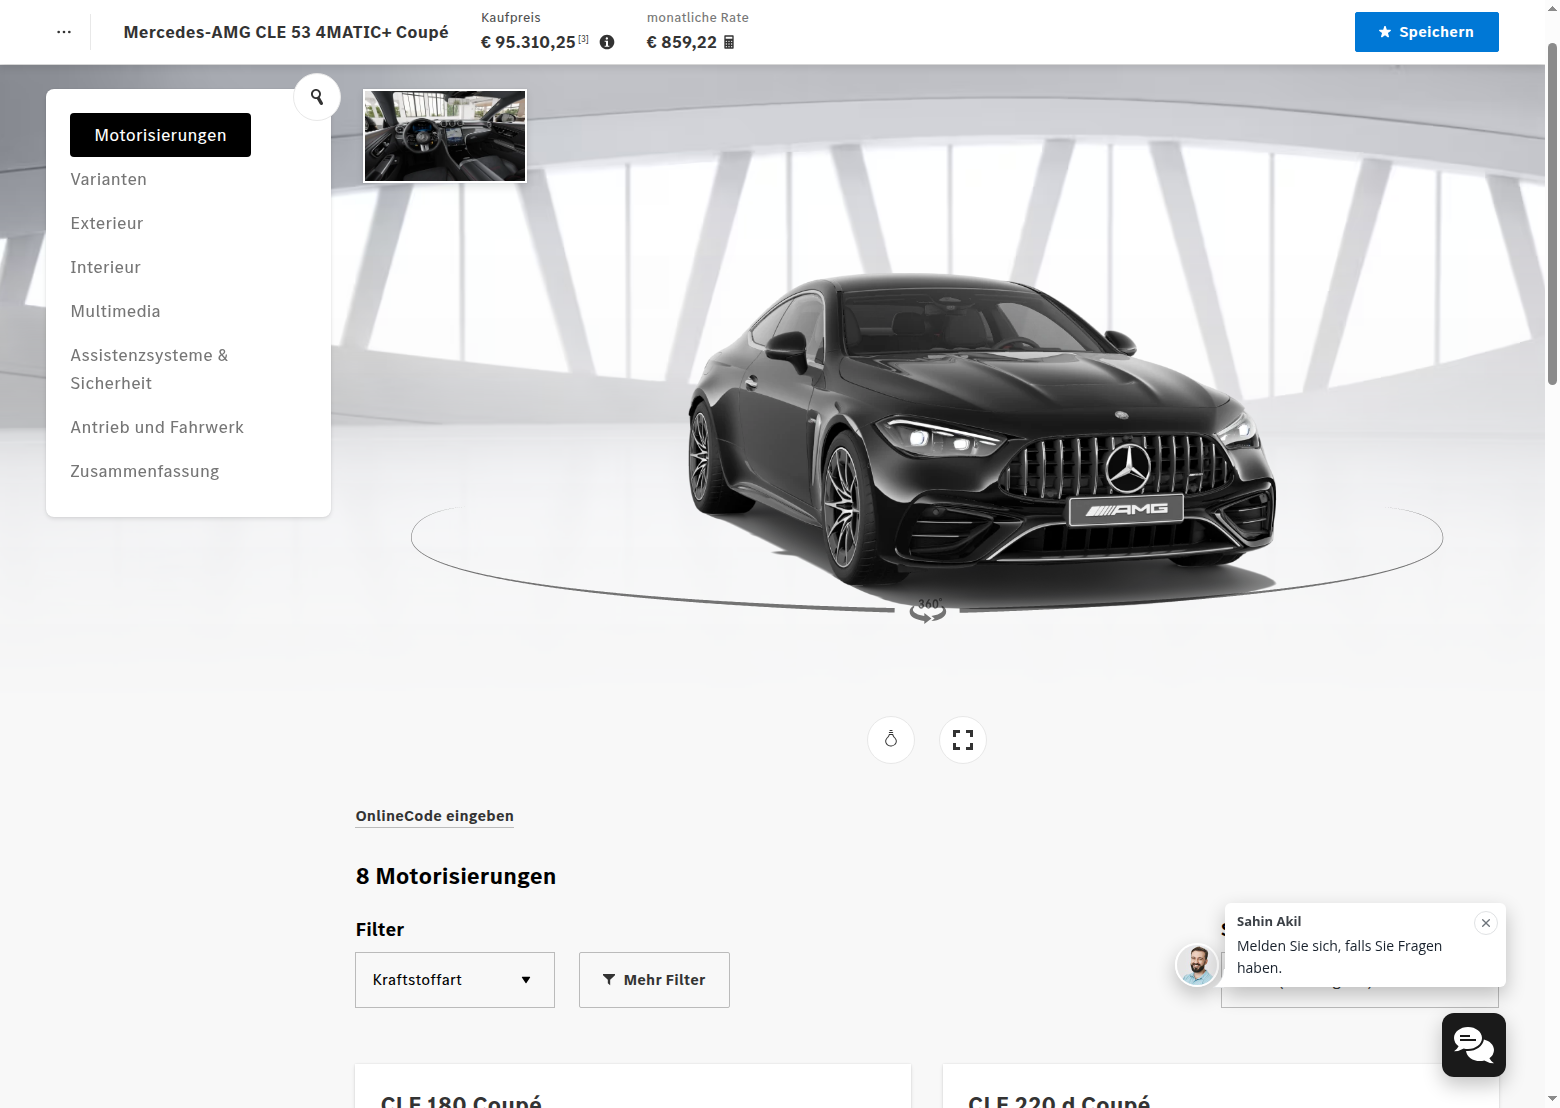 Mercedes-AMG CLE 53 4MATIC+ Coupé
Kaufpreis
€ 95.310,25 [3]
monatliche Rate
€ 859,22
Speichern
Motorisierungen
Varianten
Exterieur
Interieur
Multimedia
Assistenzsysteme &
Sicherheit
Antrieb und Fahrwerk
Zusammenfassung
AMG
360°
OnlineCode eingeben
8 Motorisierungen
Filter
Kraftstoffart
Mehr Filter
Sahin Akil
Melden Sie sich, falls Sie Fragen
haben.
CLE 180 Coupé
CLE 220 d Coupé